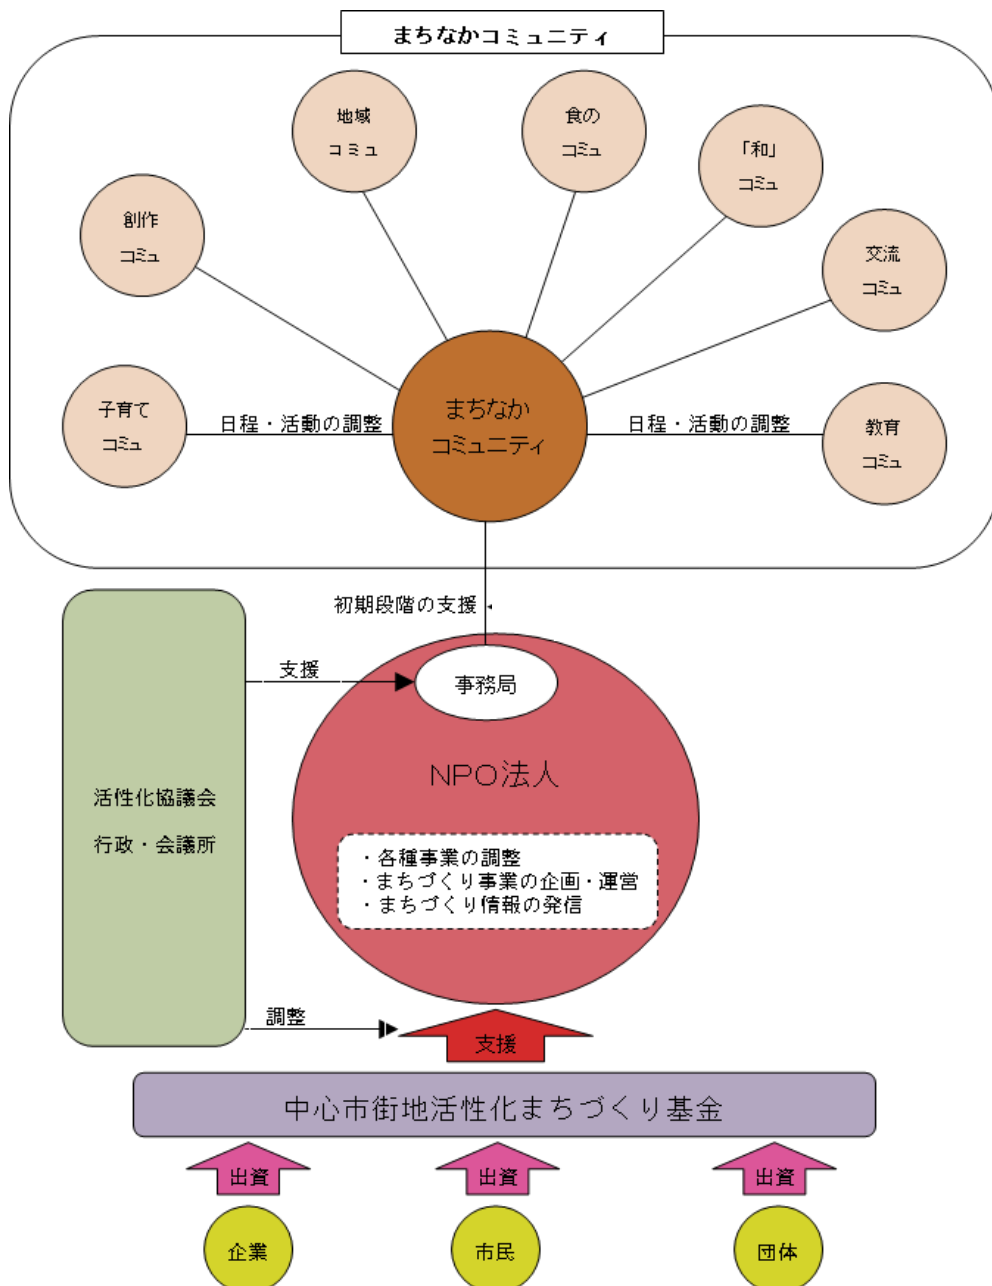 まちなかコミュニティ
地域
コミュ
食の
コミュ
「和」
コミュ
創作
コミュ
交流
コミュ
子育て
コミュ
日程・活動の調整
まちなか
コミュニティ
日程・活動の調整
教育
コミュ
初期段階の支援
支援
事務局
NPO法人
活性化協議会
行政・会議所
・各種事業の調整
・まちづくり事業の企画・運営
・まちづくり情報の発信
調整
支援
中心市街地活性化まちづくり基金
出資
出資
出資
企業
市民
団体